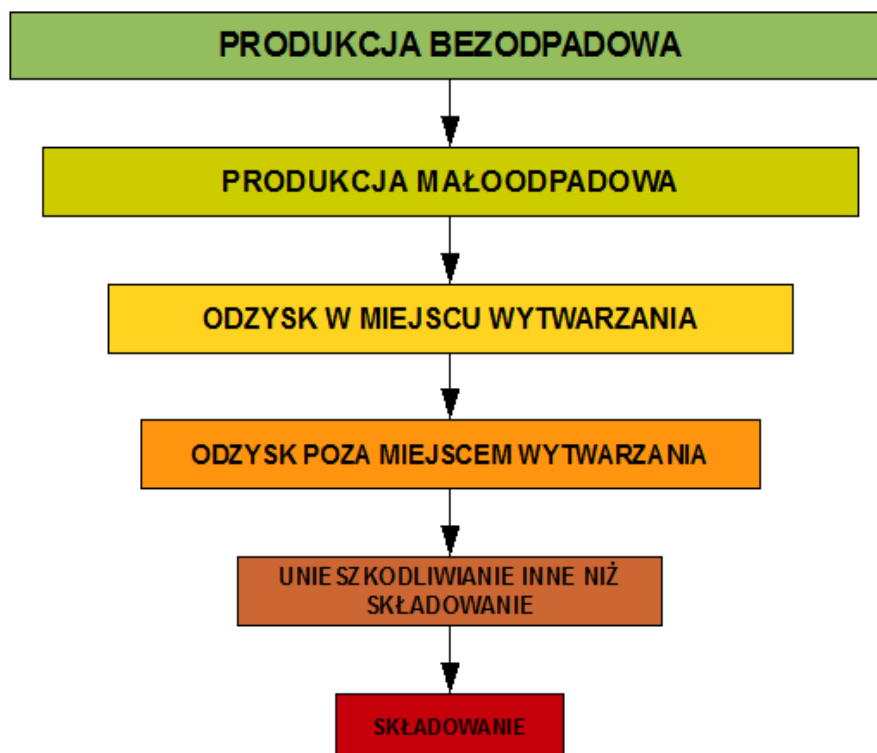 PRODUKCJA BEZODPADOWA
PRODUKCJA MAŁOODPADOWA
ODZYSK W MIEJSCU WYTWARZANIA
ODZYSK POZA MIEJSCEM WYTWARZANIA
UNIESZKODLIWIANIE INNE NIŻ
SKŁADOWANIE
SKŁADOWANIE